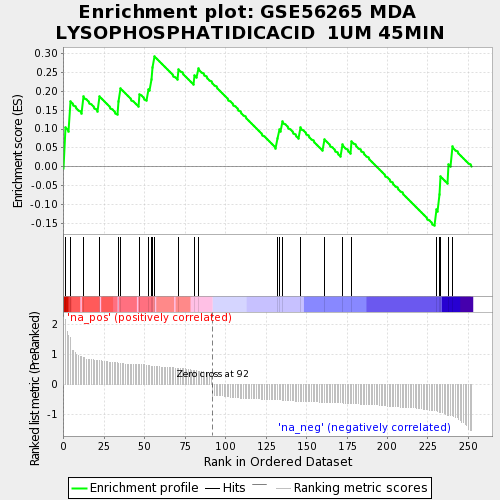 Enrichment plot: GSE56265 MDA
LYSOPHOSPHATIDICACID  1UM 45MIN
Enrichment score (ES)
0.30
0.25
0.20
0.15
0.10
0.05
0.00
-0.05
-0.10
-0.15
'na_pos' (positively correlated)
Ranked list metric (PreRanked)
2
1
0
-1
Zero cross at 92
'na_neg' (negatively correlated)
0 25 50 75 100 125 150 175 200 225 250
Rank in Ordered Dataset
Enrichment profile Hits Ranking metric scores